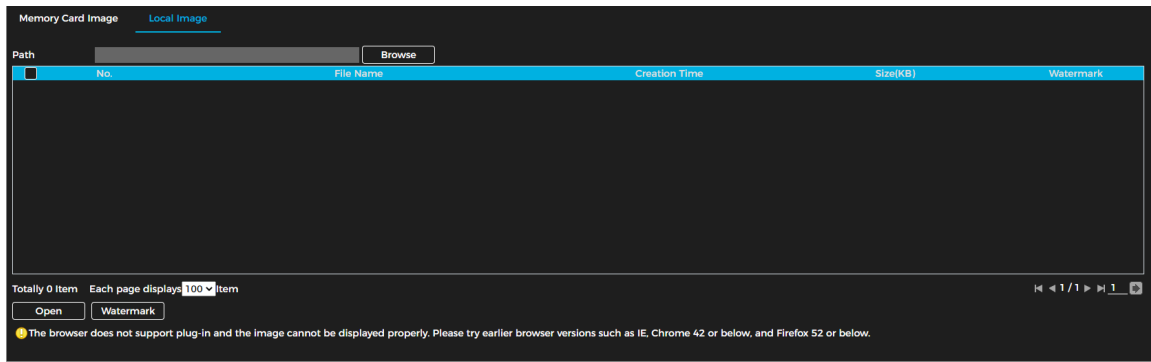 Memory Card Image Local Image
Path Browse
No. File Name Creation Time Size(KB) Watermark
Totally 0 Item Each page displays 100 Item 1 / 1 1
Open Watermark
The browser does not support plug-in and the image cannot be displayed properly. Please try earlier browser versions such as IE, Chrome 42 or below, and Firefox 52 or below.